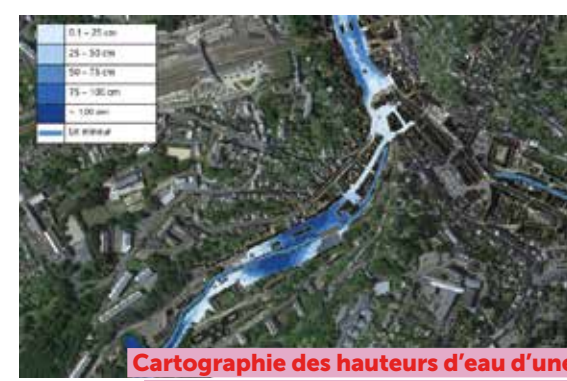 0.1 – 25 cm
25 – 50 cm
50 – 75 cm
75 – 100 cm
> 100 cm
Lit mineur
Cartographie des hauteurs d'eau d'une